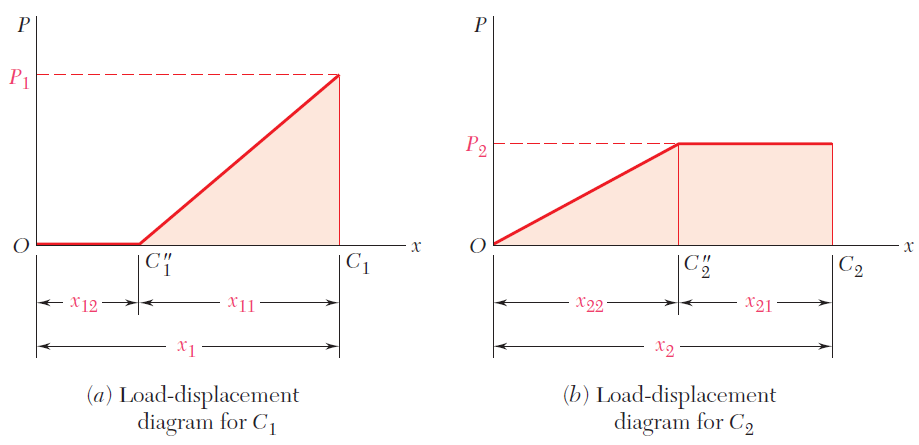 P
P₁
O
x
C₁″
C₁
x₁₂
x₁₁
x₁
(a) Load-displacement
diagram for C₁
P
P₂
O
x
C₂″
C₂
x₂₂
x₂₁
x₂
(b) Load-displacement
diagram for C₂